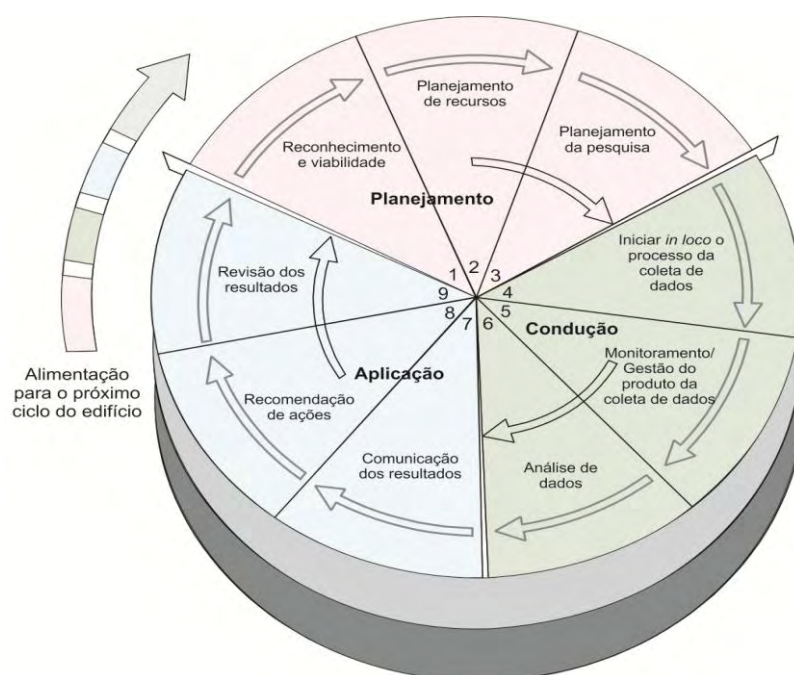 Planejamento
de recursos
Reconhecimento
e viabilidade
Planejamento
da pesquisa
Planejamento
1
2
3
4
5
6
7
8
9
Iniciar in loco o
processo da
coleta de
dados
Condução
Monitoramento/
Gestão do
produto da
coleta de dados
Análise de
dados
Comunicação
dos resultados
Aplicação
Recomendação
de ações
Revisão dos
resultados
Alimentação
para o próximo
ciclo do edifício